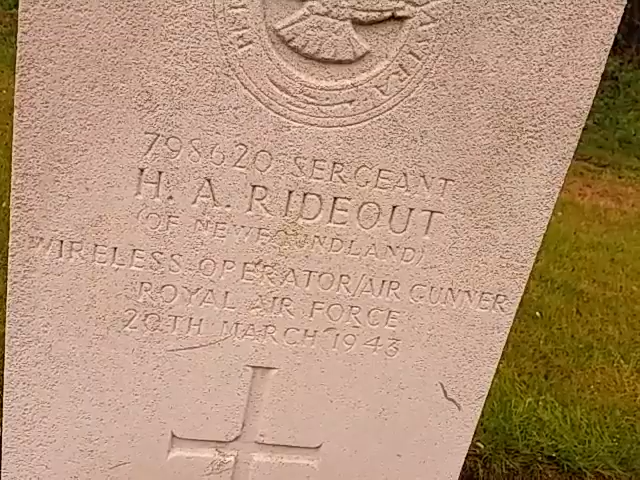 798620 SERGEANT
H. A. RIDEOUT
(OF NEWFOUNDLAND)
WIRELESS OPERATOR/AIR GUNNER
ROYAL AIR FORCE
20TH MARCH 1943